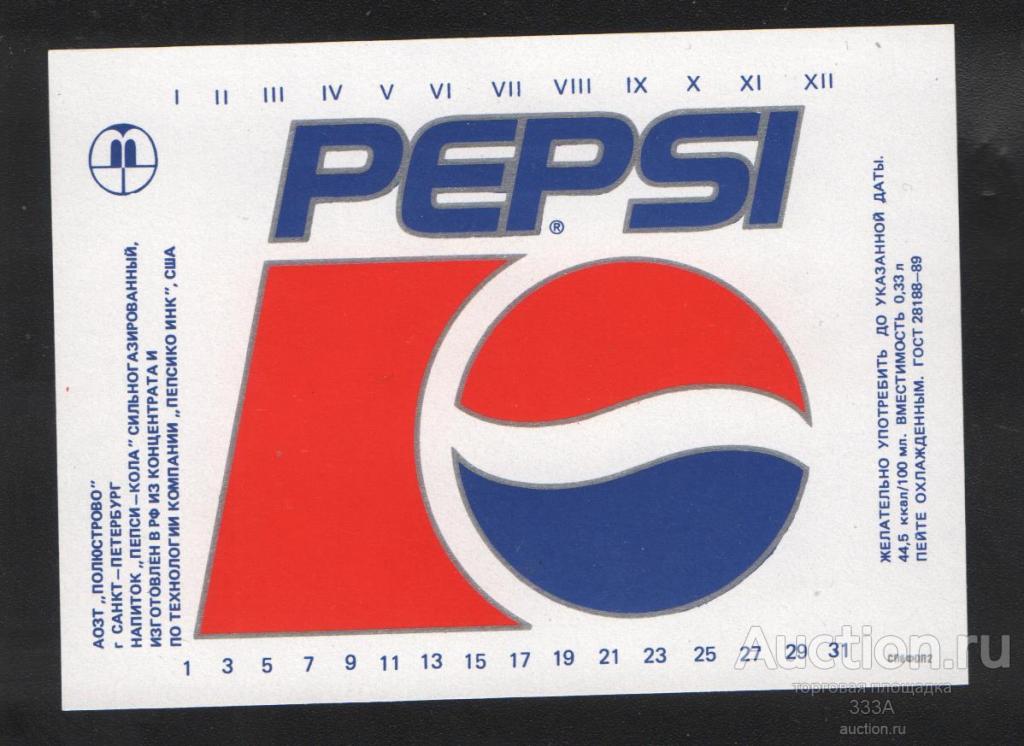 I II III IV V VI VII VIII IX X XI XII
PEPSI
®
АОЗТ „ПОЛЮСТРОВО"
г САНКТ–ПЕТЕРБУРГ
НАПИТОК „ПЕПСИ–КОЛА" СИЛЬНОГАЗИРОВАННЫЙ,
ИЗГОТОВЛЕН В РФ ИЗ КОНЦЕНТРАТА И
ПО ТЕХНОЛОГИИ КОМПАНИИ „ПЕПСИКО ИНК", США
ЖЕЛАТЕЛЬНО УПОТРЕБИТЬ ДО УКАЗАННОЙ ДАТЫ.
44,5 ккал/100 мл. ВМЕСТИМОСТЬ 0,33 л
ПЕЙТЕ ОХЛАЖДЕННЫМ. ГОСТ 28188–89
1 3 5 7 9 11 13 15 17 19 21 23 25 27 29 31
СПбФОП2
Auction.ru
торговая площадка
333А
auction.ru